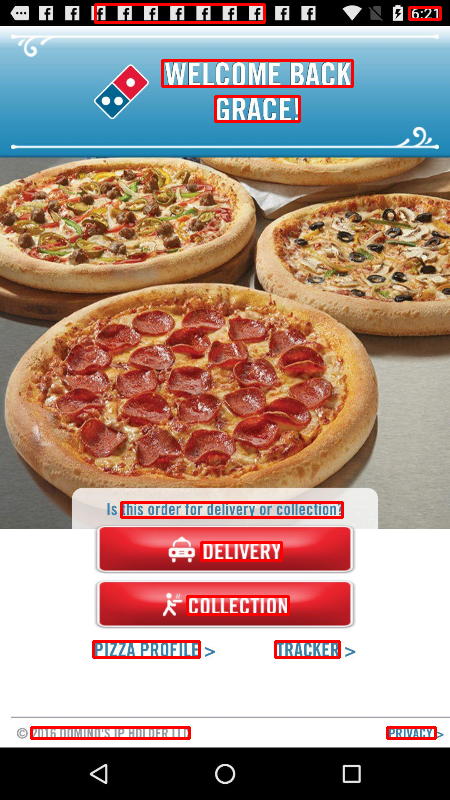 6:21
WELCOME BACK
GRACE!
Is this order for delivery or collection?
DELIVERY
COLLECTION
PIZZA PROFILE > TRACKER >
© 2016 DOMINO'S IP HOLDER LLC PRIVACY >